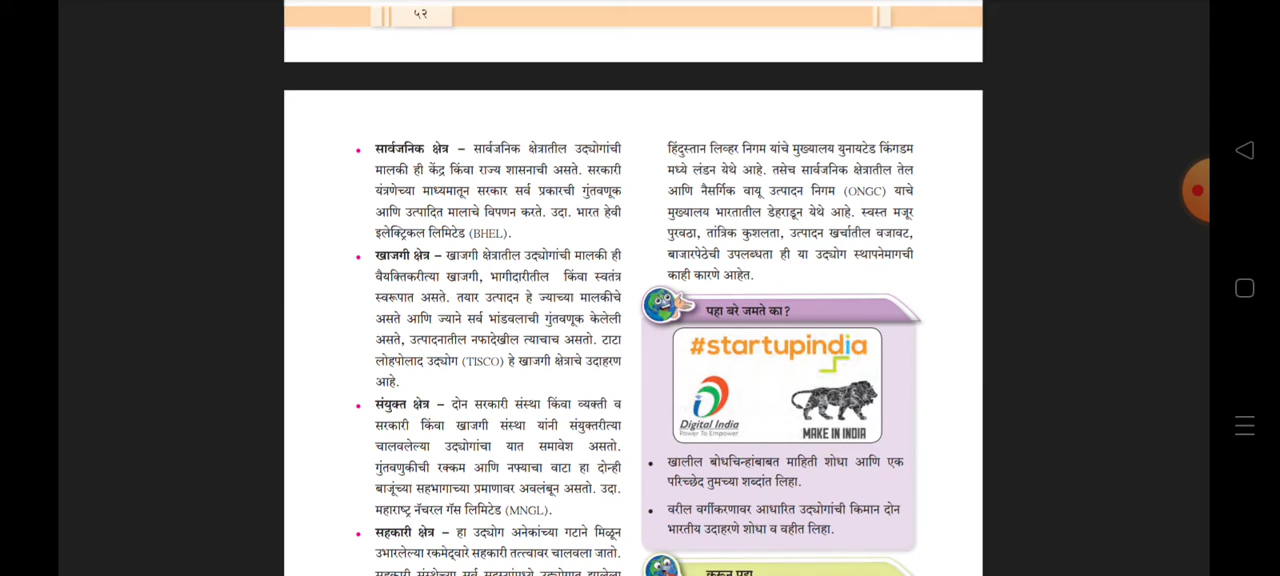 ५२
• सार्वजनिक क्षेत्र – सार्वजनिक क्षेत्रातील उद्योगांची
मालकी ही केंद्र किंवा राज्य शासनाची असते. सरकारी
यंत्रणेच्या माध्यमातून सरकार सर्व प्रकारची गुंतवणूक
आणि उत्पादित मालाचे विपणन करते. उदा. भारत हेवी
इलेक्ट्रिकल लिमिटेड (BHEL).
• खाजगी क्षेत्र – खाजगी क्षेत्रातील उद्योगांची मालकी ही
वैयक्तिकरीत्या खाजगी, भागीदारीतील किंवा स्वतंत्र
स्वरूपात असते. तयार उत्पादन हे ज्याच्या मालकीचे
असते आणि ज्याने सर्व भांडवलाची गुंतवणूक केलेली
असते, उत्पादनातील नफादेखील त्याचाच असतो. टाटा
लोहपोलाद उद्योग (TISCO) हे खाजगी क्षेत्राचे उदाहरण
आहे.
• संयुक्त क्षेत्र – दोन सरकारी संस्था किंवा व्यक्ती व
सरकारी किंवा खाजगी संस्था यांनी संयुक्तरीत्या
चालवलेल्या उद्योगांचा यात समावेश असतो.
गुंतवणुकीची रक्कम आणि नफ्याचा वाटा हा दोन्ही
बाजूंच्या सहभागाच्या प्रमाणावर अवलंबून असतो. उदा.
महाराष्ट्र नॅचरल गॅस लिमिटेड (MNGL).
• सहकारी क्षेत्र – हा उद्योग अनेकांच्या गटाने मिळून
उभारलेल्या रकमेद्वारे सहकारी तत्त्वावर चालवला जातो.
सहकारी संस्थेच्या सर्व सदस्यांमध्ये उद्योगात झालेला
हिंदुस्तान लिव्हर निगम यांचे मुख्यालय युनायटेड किंगडम
मध्ये लंडन येथे आहे. तसेच सार्वजनिक क्षेत्रातील तेल
आणि नैसर्गिक वायू उत्पादन निगम (ONGC) याचे
मुख्यालय भारतातील डेहराडून येथे आहे. स्वस्त मजूर
पुरवठा, तांत्रिक कुशलता, उत्पादन खर्चातील वजावट,
बाजारपेठेची उपलब्धता ही या उद्योग स्थापनेमागची
काही कारणे आहेत.
पहा बरे जमते का?
#startupindia
Digital India
Power To Empower
MAKE IN INDIA
• खालील बोधचिन्हांबाबत माहिती शोधा आणि एक
परिच्छेद तुमच्या शब्दांत लिहा.
• वरील वर्गीकरणावर आधारित उद्योगांची किमान दोन
भारतीय उदाहरणे शोधा व वहीत लिहा.
करून पहा